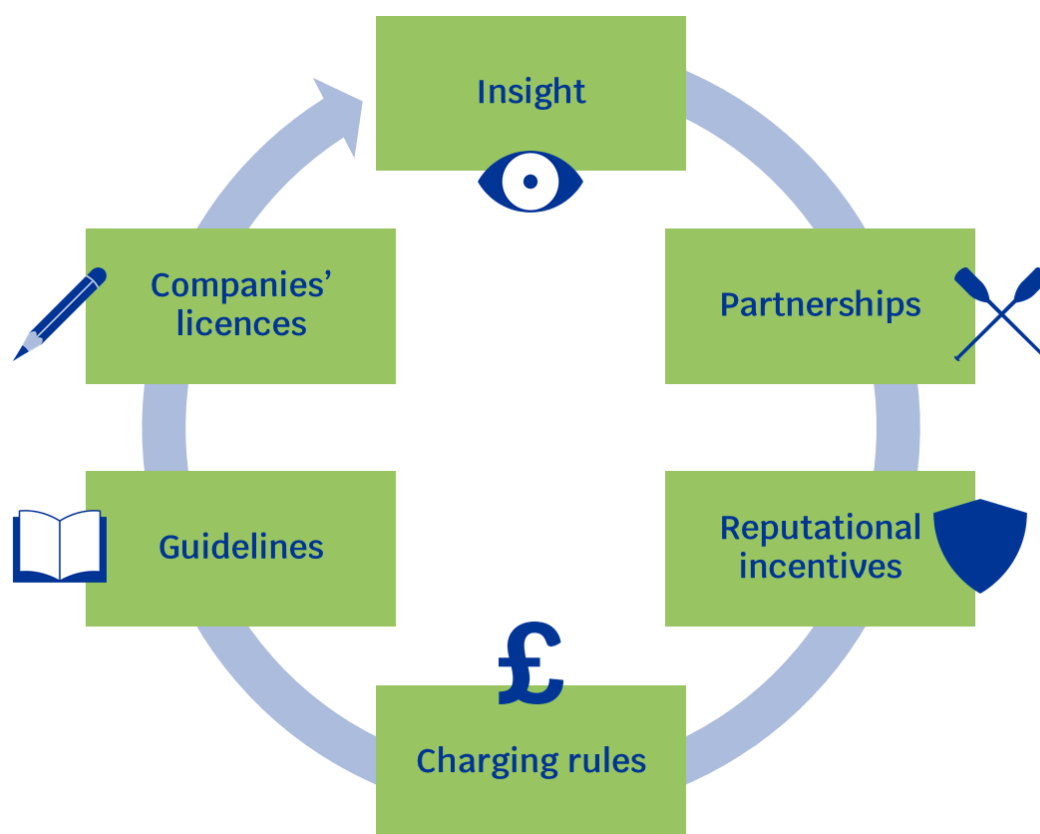 Insight
Partnerships
Reputational
incentives
£
Charging rules
Guidelines
Companies’
licences